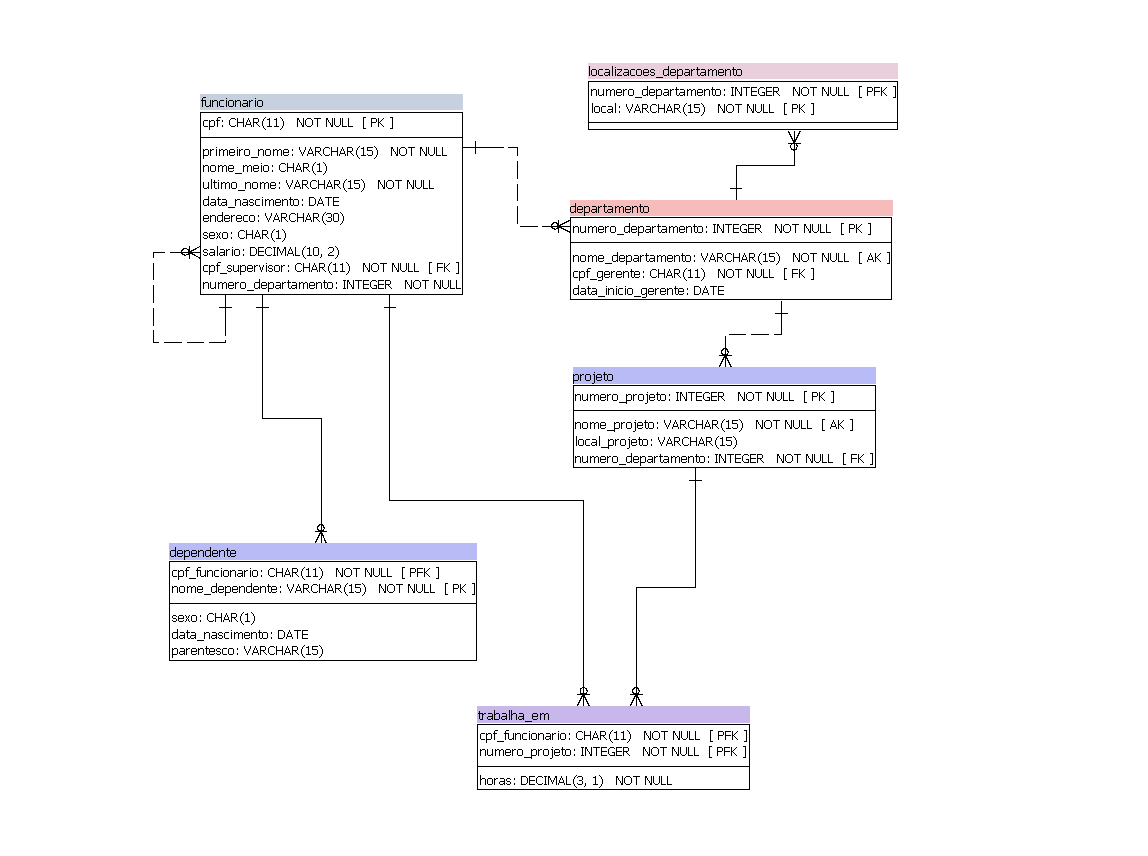 localizacoes_departamento
numero_departamento: INTEGER NOT NULL [ PFK ]
local: VARCHAR(15) NOT NULL [ PK ]
funcionario
cpf: CHAR(11) NOT NULL [ PK ]
primeiro_nome: VARCHAR(15) NOT NULL
nome_meio: CHAR(1)
ultimo_nome: VARCHAR(15) NOT NULL
data_nascimento: DATE
endereco: VARCHAR(30)
sexo: CHAR(1)
salario: DECIMAL(10, 2)
cpf_supervisor: CHAR(11) NOT NULL [ FK ]
numero_departamento: INTEGER NOT NULL
departamento
numero_departamento: INTEGER NOT NULL [ PK ]
nome_departamento: VARCHAR(15) NOT NULL [ AK ]
cpf_gerente: CHAR(11) NOT NULL [ FK ]
data_inicio_gerente: DATE
projeto
numero_projeto: INTEGER NOT NULL [ PK ]
nome_projeto: VARCHAR(15) NOT NULL [ AK ]
local_projeto: VARCHAR(15)
numero_departamento: INTEGER NOT NULL [ FK ]
dependente
cpf_funcionario: CHAR(11) NOT NULL [ PFK ]
nome_dependente: VARCHAR(15) NOT NULL [ PK ]
sexo: CHAR(1)
data_nascimento: DATE
parentesco: VARCHAR(15)
trabalha_em
cpf_funcionario: CHAR(11) NOT NULL [ PFK ]
numero_projeto: INTEGER NOT NULL [ PFK ]
horas: DECIMAL(3, 1) NOT NULL